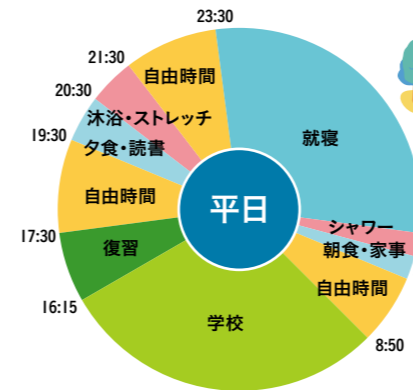 23:30
21:30
自由時間
20:30
沐浴・ストレッチ
就寝
19:30
夕食・読書
自由時間
平日
シャワー
朝食・家事
17:30
復習
自由時間
16:15
学校
8:50